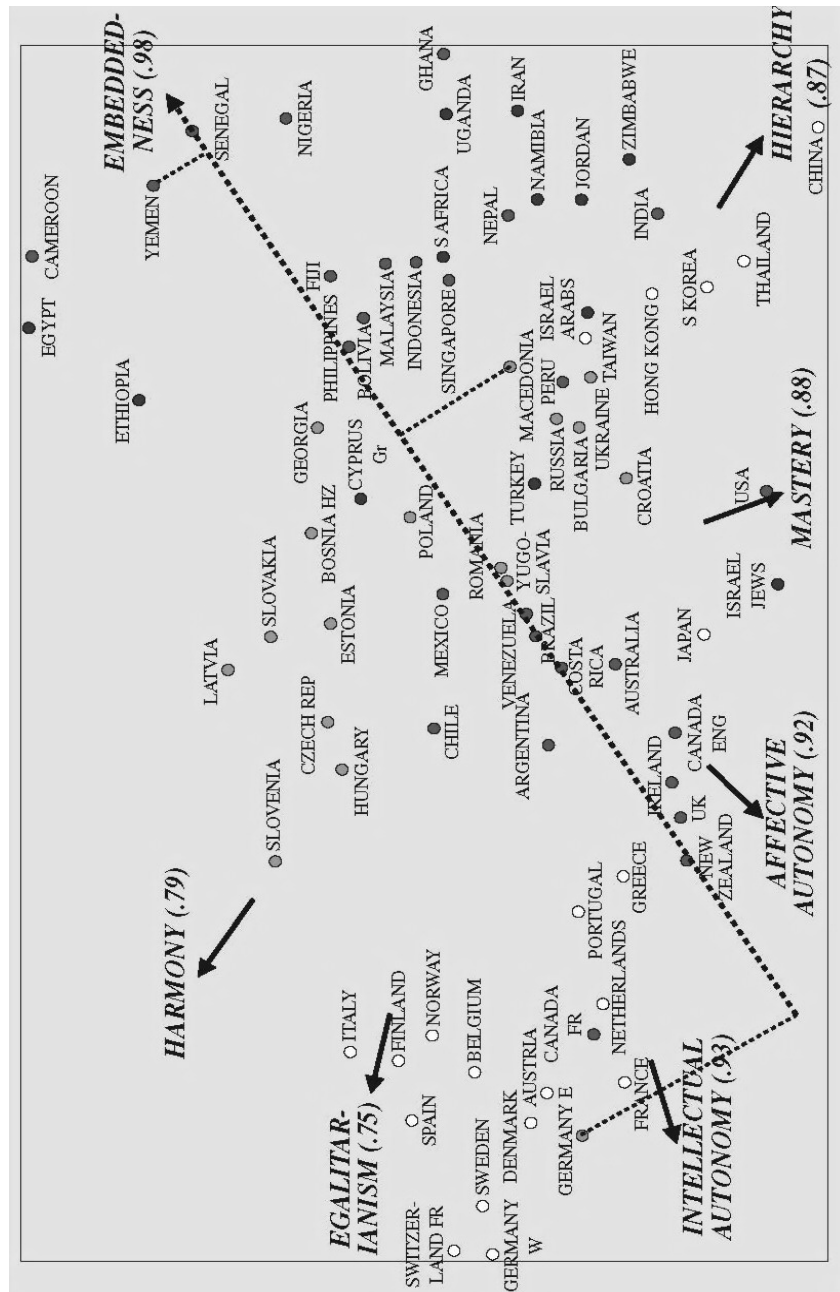 EGYPT
CAMEROON
ETHIOPIA
YEMEN
EMBEDDED-
NESS (.98)
HARMONY (.79)
LATVIA
SENEGAL
SLOVENIA
SLOVAKIA
NIGERIA
CZECH REP
BOSNIA HZ
GEORGIA
FIJI
EGALITAR-
IANISM (.75)
ITALY
HUNGARY
ESTONIA
CYPRUS
Gr
PHILIPPINES
BOLIVIA
MALAYSIA
INDONESIA
FINLAND
SPAIN
NORWAY
SWITZER-
LAND FR
CHILE
MEXICO
POLAND
SINGAPORE
S AFRICA
GHANA
UGANDA
SWEDEN
BELGIUM
ROMANIA
NEPAL
GERMANY
W
DENMARK
AUSTRIA
VENEZUELA
YUGO-
SLAVIA
TURKEY
MACEDONIA
NAMIBIA
IRAN
GERMANY E
CANADA
FR
ARGENTINA
BRAZIL
COSTA
RICA
RUSSIA
PERU
ISRAEL
ARABS
JORDAN
PORTUGAL
NETHERLANDS
BULGARIA
UKRAINE
TAIWAN
FRANCE
GREECE
AUSTRALIA
CROATIA
HONG KONG
INDIA
ZIMBABWE
IRELAND
UK
CANADA
ENG
JAPAN
S KOREA
NEW
ZEALAND
INTELLECTUAL
AUTONOMY (.93)
AFFECTIVE
AUTONOMY (.92)
ISRAEL
JEWS
USA
THAILAND
MASTERY (.88)
HIERARCHY
(.87)
CHINA